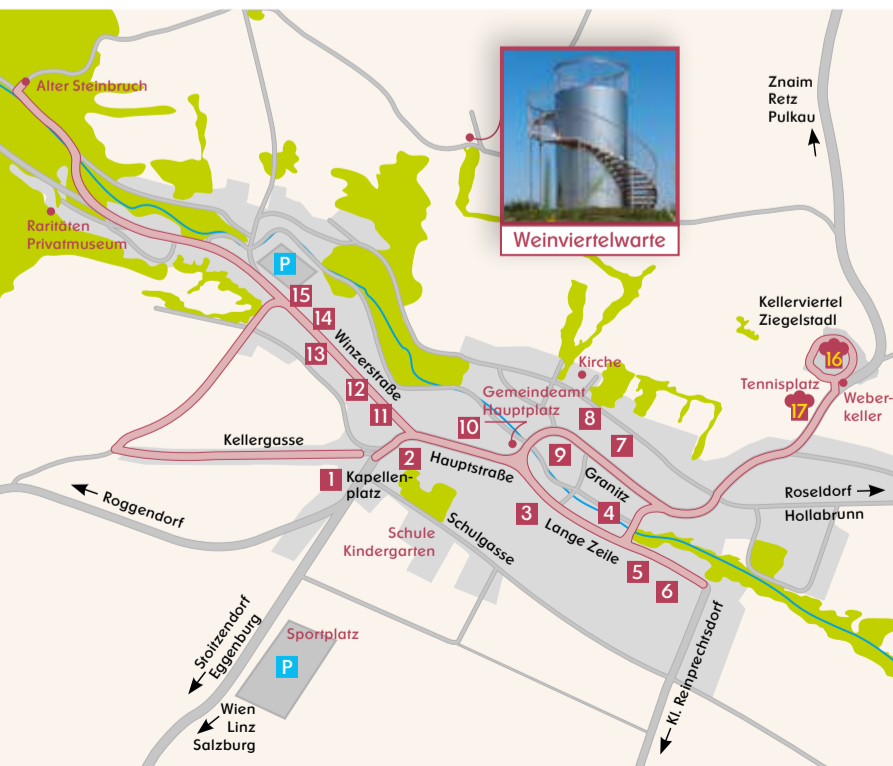 Alter Steinbruch
Znaim
Retz
Pulkau
Raritäten
Privatmuseum
Weinviertelwarte
P
15
14
13
Winzerstraße
12
11
Kellerviertel
Ziegelstadl
16
Kirche
Tennisplatz
17
Weber-
keller
Gemeindeamt
Hauptplatz
8
7
10
9
Granitz
Kellergasse
2
Hauptstraße
1
Kapellen-
platz
Roggendorf
3
4
Lange Zeile
Roseldorf
Hollabrunn
Schule
Kindergarten
Schulgasse
5
6
Stoitzendorf
Eggenburg
Sportplatz
P
Kl. Reinprechtsdorf
Wien
Linz
Salzburg